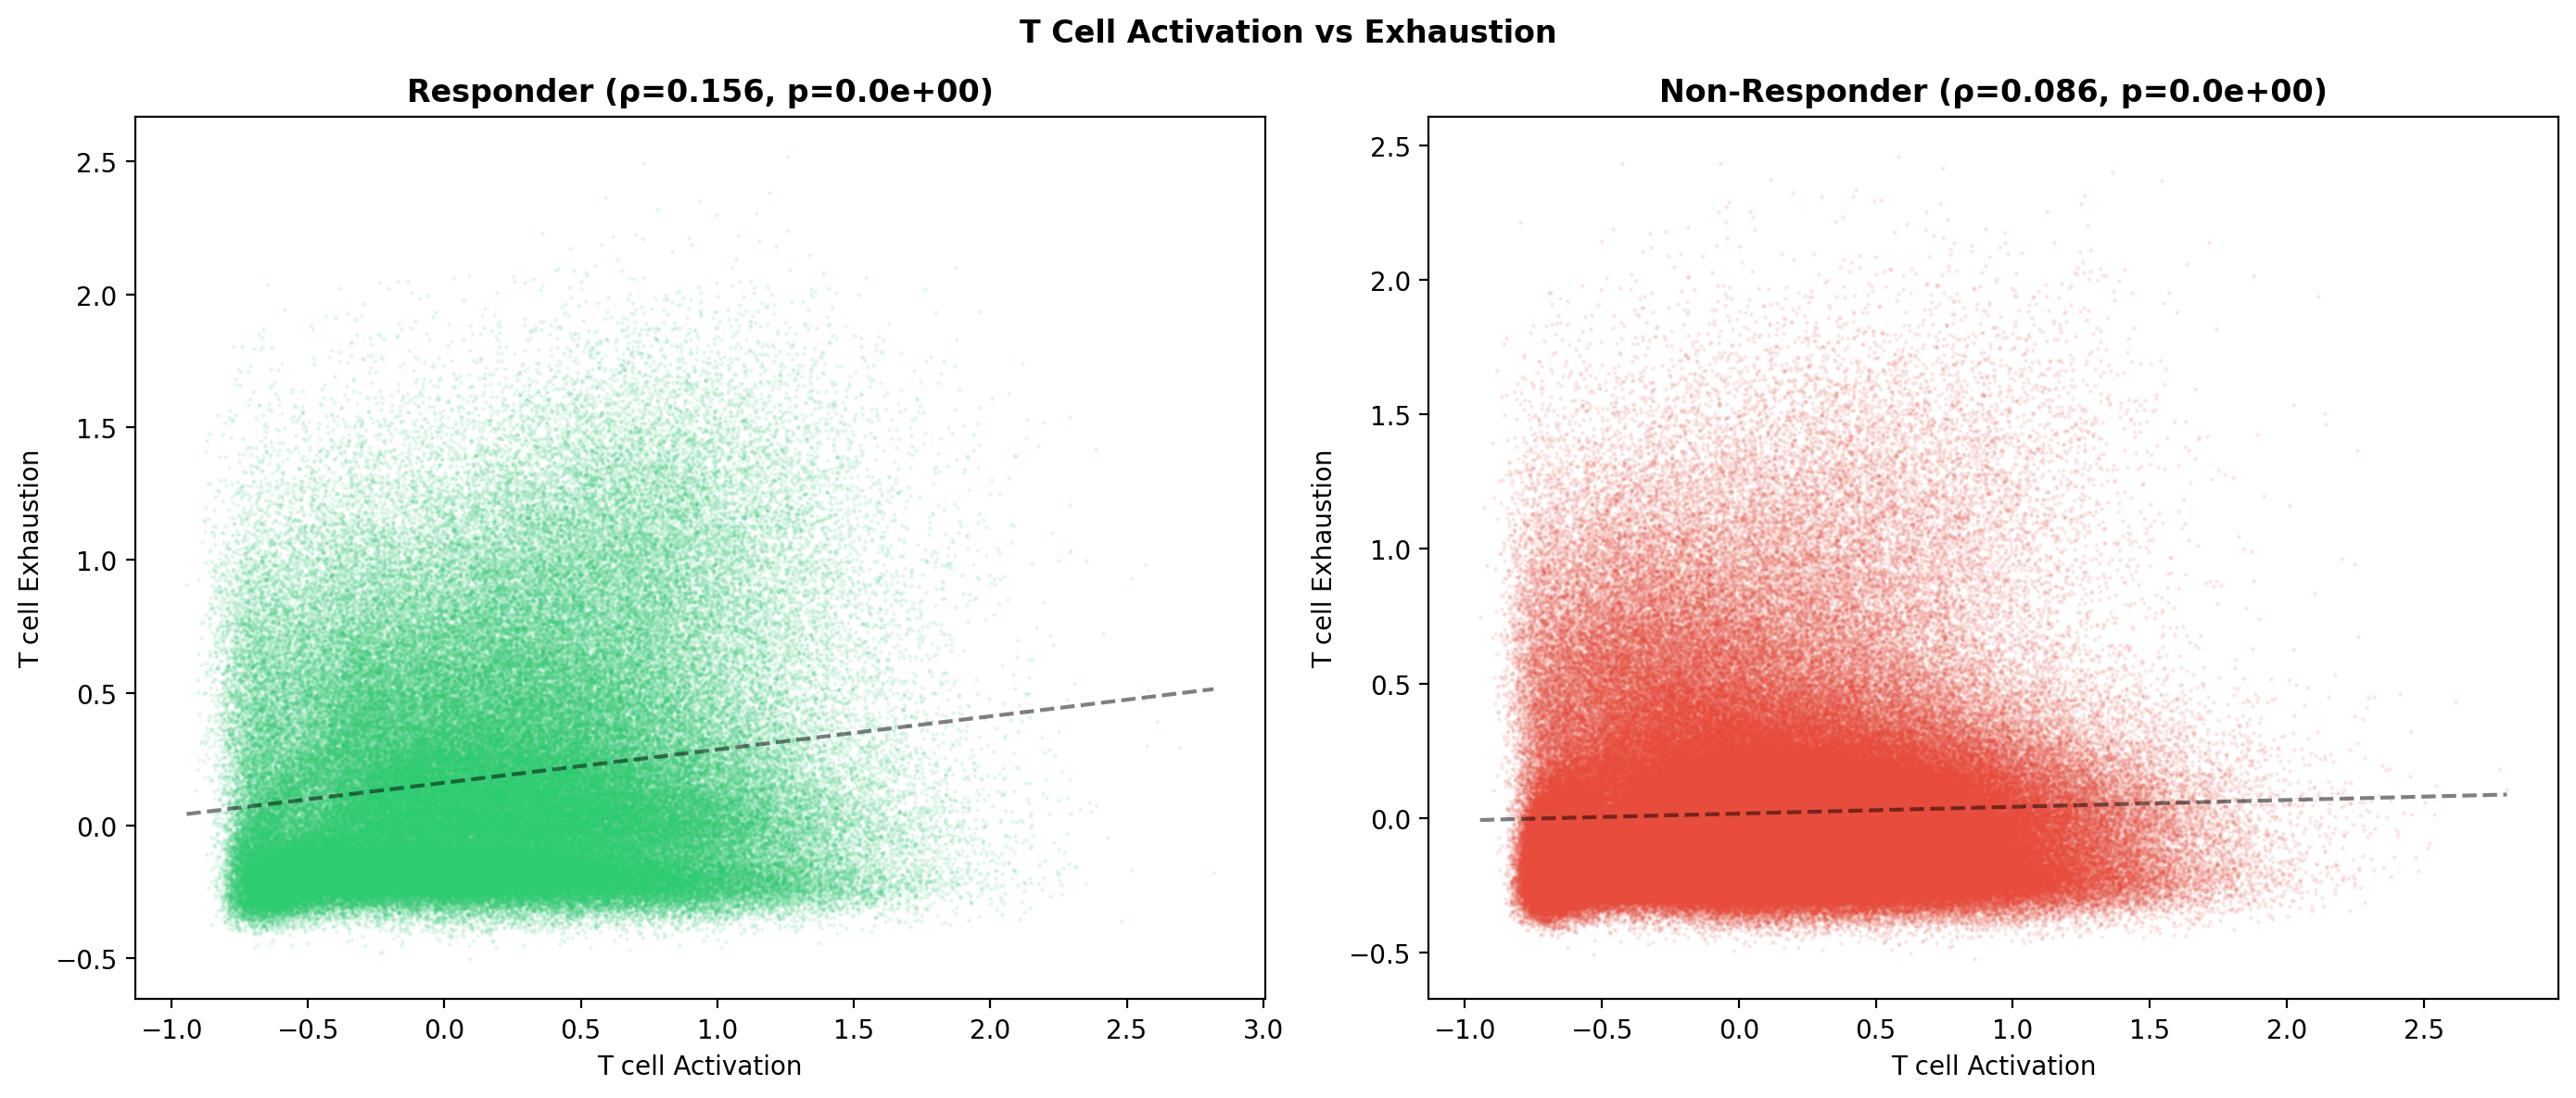 T Cell Activation vs Exhaustion
Responder (ρ=0.156, p=0.0e+00)
T cell Exhaustion
2.5
2.0
1.5
1.0
0.5
0.0
−0.5
−1.0 −0.5 0.0 0.5 1.0 1.5 2.0 2.5 3.0
T cell Activation
Non-Responder (ρ=0.086, p=0.0e+00)
T cell Exhaustion
2.5
2.0
1.5
1.0
0.5
0.0
−0.5
−1.0 −0.5 0.0 0.5 1.0 1.5 2.0 2.5
T cell Activation